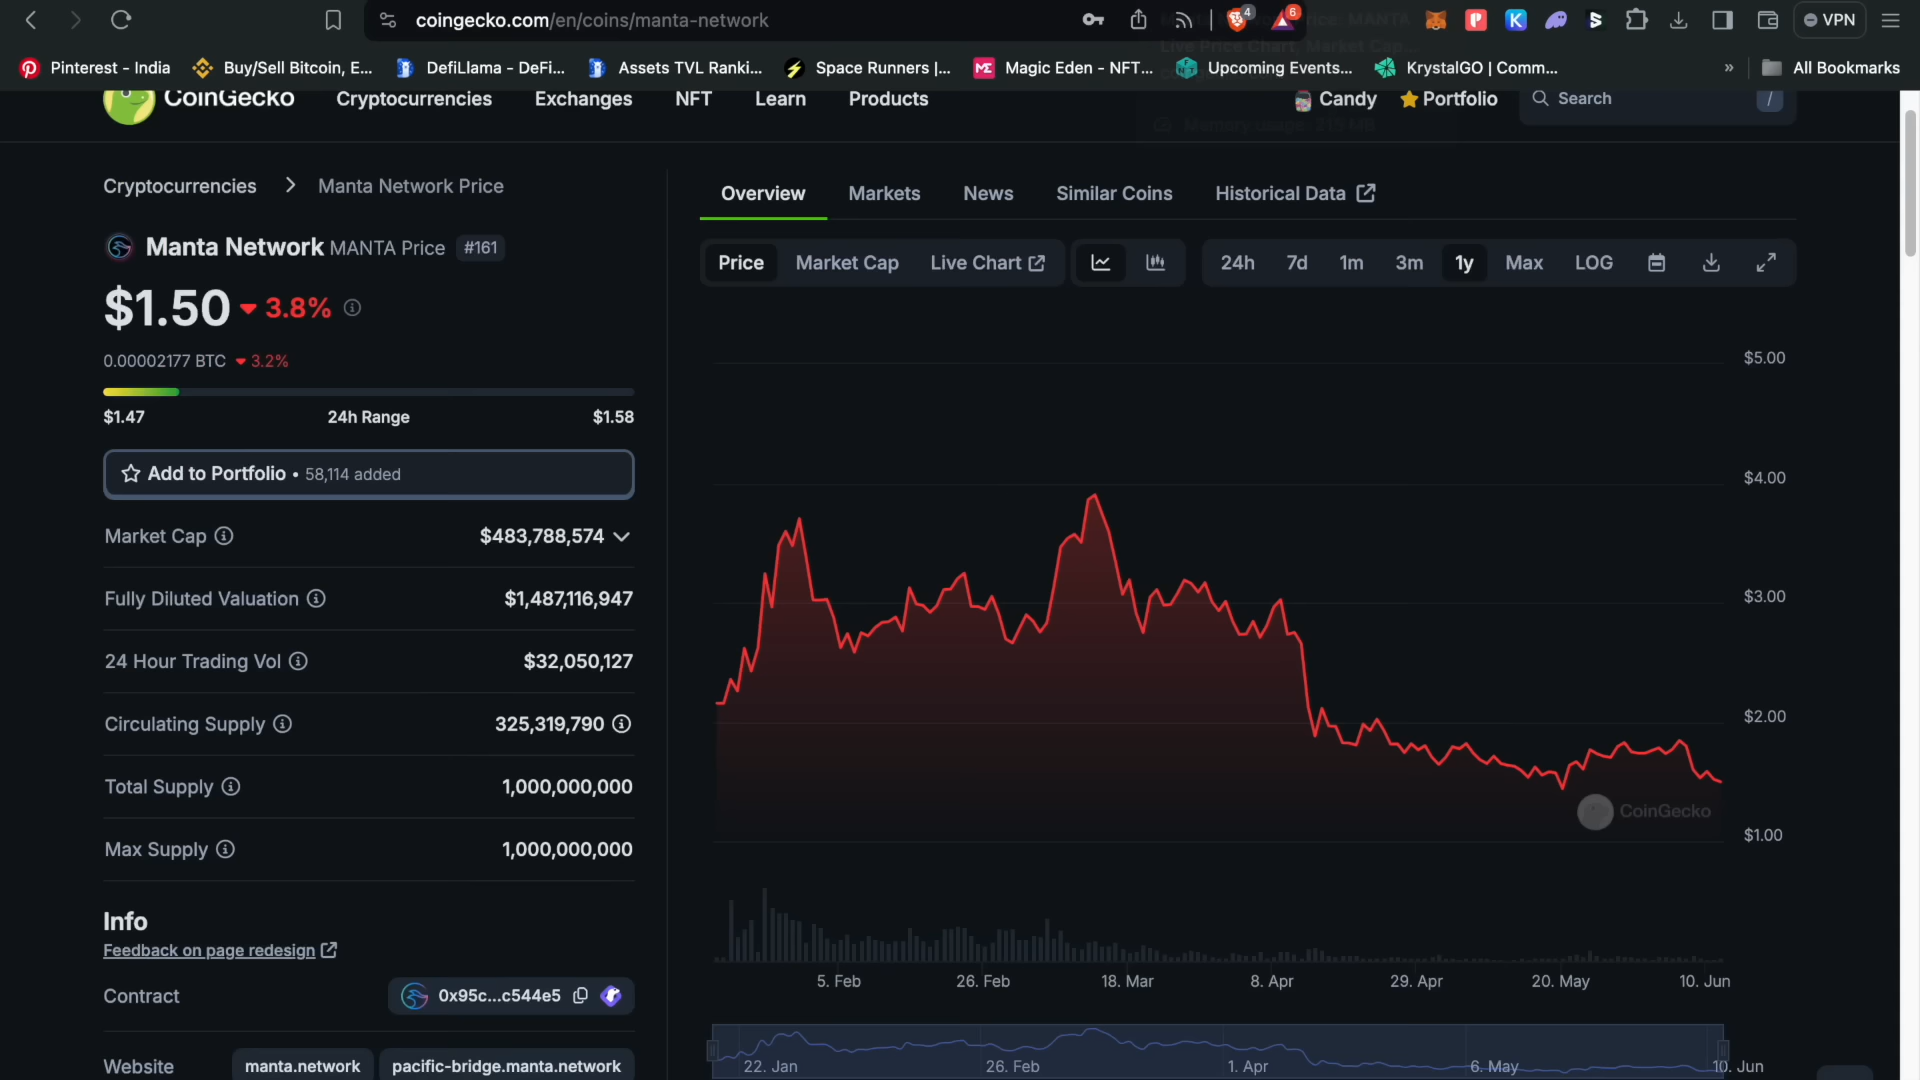 coingecko.com/en/coins/manta-network
4
6
VPN
Pinterest - India
Buy/Sell Bitcoin, E...
DefiLlama - DeFi...
Assets TVL Ranki...
Space Runners |...
Magic Eden - NFT...
Upcoming Events...
KrystalGO | Comm...
»
All Bookmarks
CoinGecko
Cryptocurrencies
Exchanges
NFT
Learn
Products
Candy
Portfolio
Search
/
Cryptocurrencies > Manta Network Price
Manta Network MANTA Price #161
$1.50 3.8%
0.00002177 BTC 3.2%
$1.47 24h Range $1.58
Add to Portfolio • 58,114 added
Market Cap $483,788,574
Fully Diluted Valuation $1,487,116,947
24 Hour Trading Vol $32,050,127
Circulating Supply 325,319,790
Total Supply 1,000,000,000
Max Supply 1,000,000,000
Info
Feedback on page redesign
Contract 0x95c...c544e5
Website manta.network pacific-bridge.manta.network
Overview Markets News Similar Coins Historical Data
Price Market Cap Live Chart 24h 7d 1m 3m 1y Max LOG
$5.00
$4.00
$3.00
$2.00
$1.00
CoinGecko
5. Feb 26. Feb 18. Mar 8. Apr 29. Apr 20. May 10. Jun
22. Jan 26. Feb 1. Apr 6. May 10. Jun